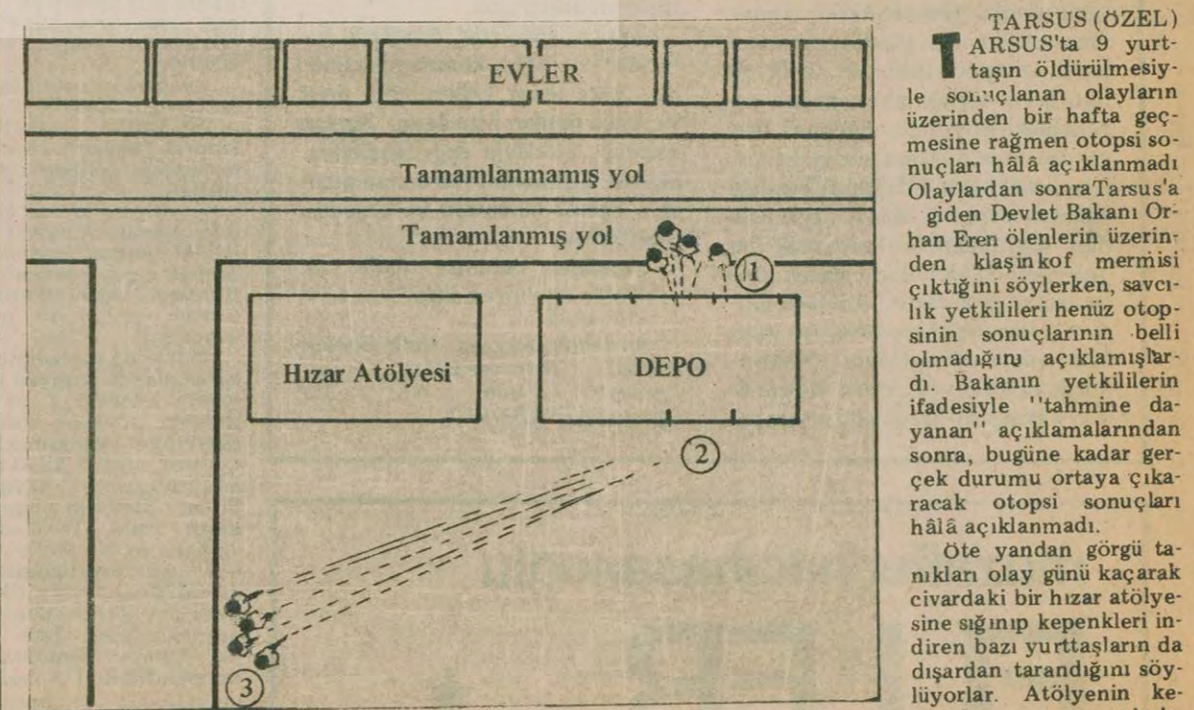 EVLER
Tamamlanmamış yol
Tamamlanmış yol
1
Hızar Atölyesi
DEPO
2
3
TARSUS (ÖZEL)
TARSUS'ta 9 yurt-
taşın öldürülmesiy-
le sonuçlanan olayların
üzerinden bir hafta geç-
mesine rağmen otopsi so-
nuçları hâlâ açıklanmadı
Olaylardan sonra Tarsus'a
giden Devlet Bakanı Or-
han Eren ölenlerin üzerin-
den klaşinkof mermisi
çıktığını söylerken, savcı-
lık yetkilileri henüz otop-
sinin sonuçlarının belli
olmadığını açıklamışlar-
dı. Bakanın yetkililerin
ifadesiyle "tahmine da-
yanan" açıklamalarından
sonra, bugüne kadar ger-
çek durumu ortaya çıka-
racak otopsi sonuçları
hâlâ açıklanmadı.
Öte yandan görgü ta-
nıkları olay günü kaçarak
civardaki bir hızar atölye-
sine sığınıp kepenkleri in-
diren bazı yurttaşların da
dışardan tarandığını söy-
lüyorlar. Atölyenin ke-